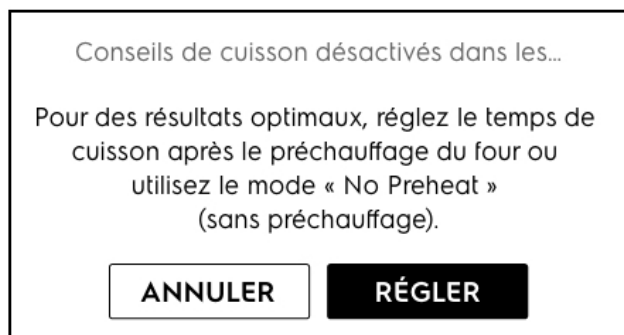 Conseils de cuisson désactivés dans les...
Pour des résultats optimaux, réglez le temps de
cuisson après le préchauffage du four ou
utilisez le mode « No Preheat »
(sans préchauffage).
ANNULER RÉGLER